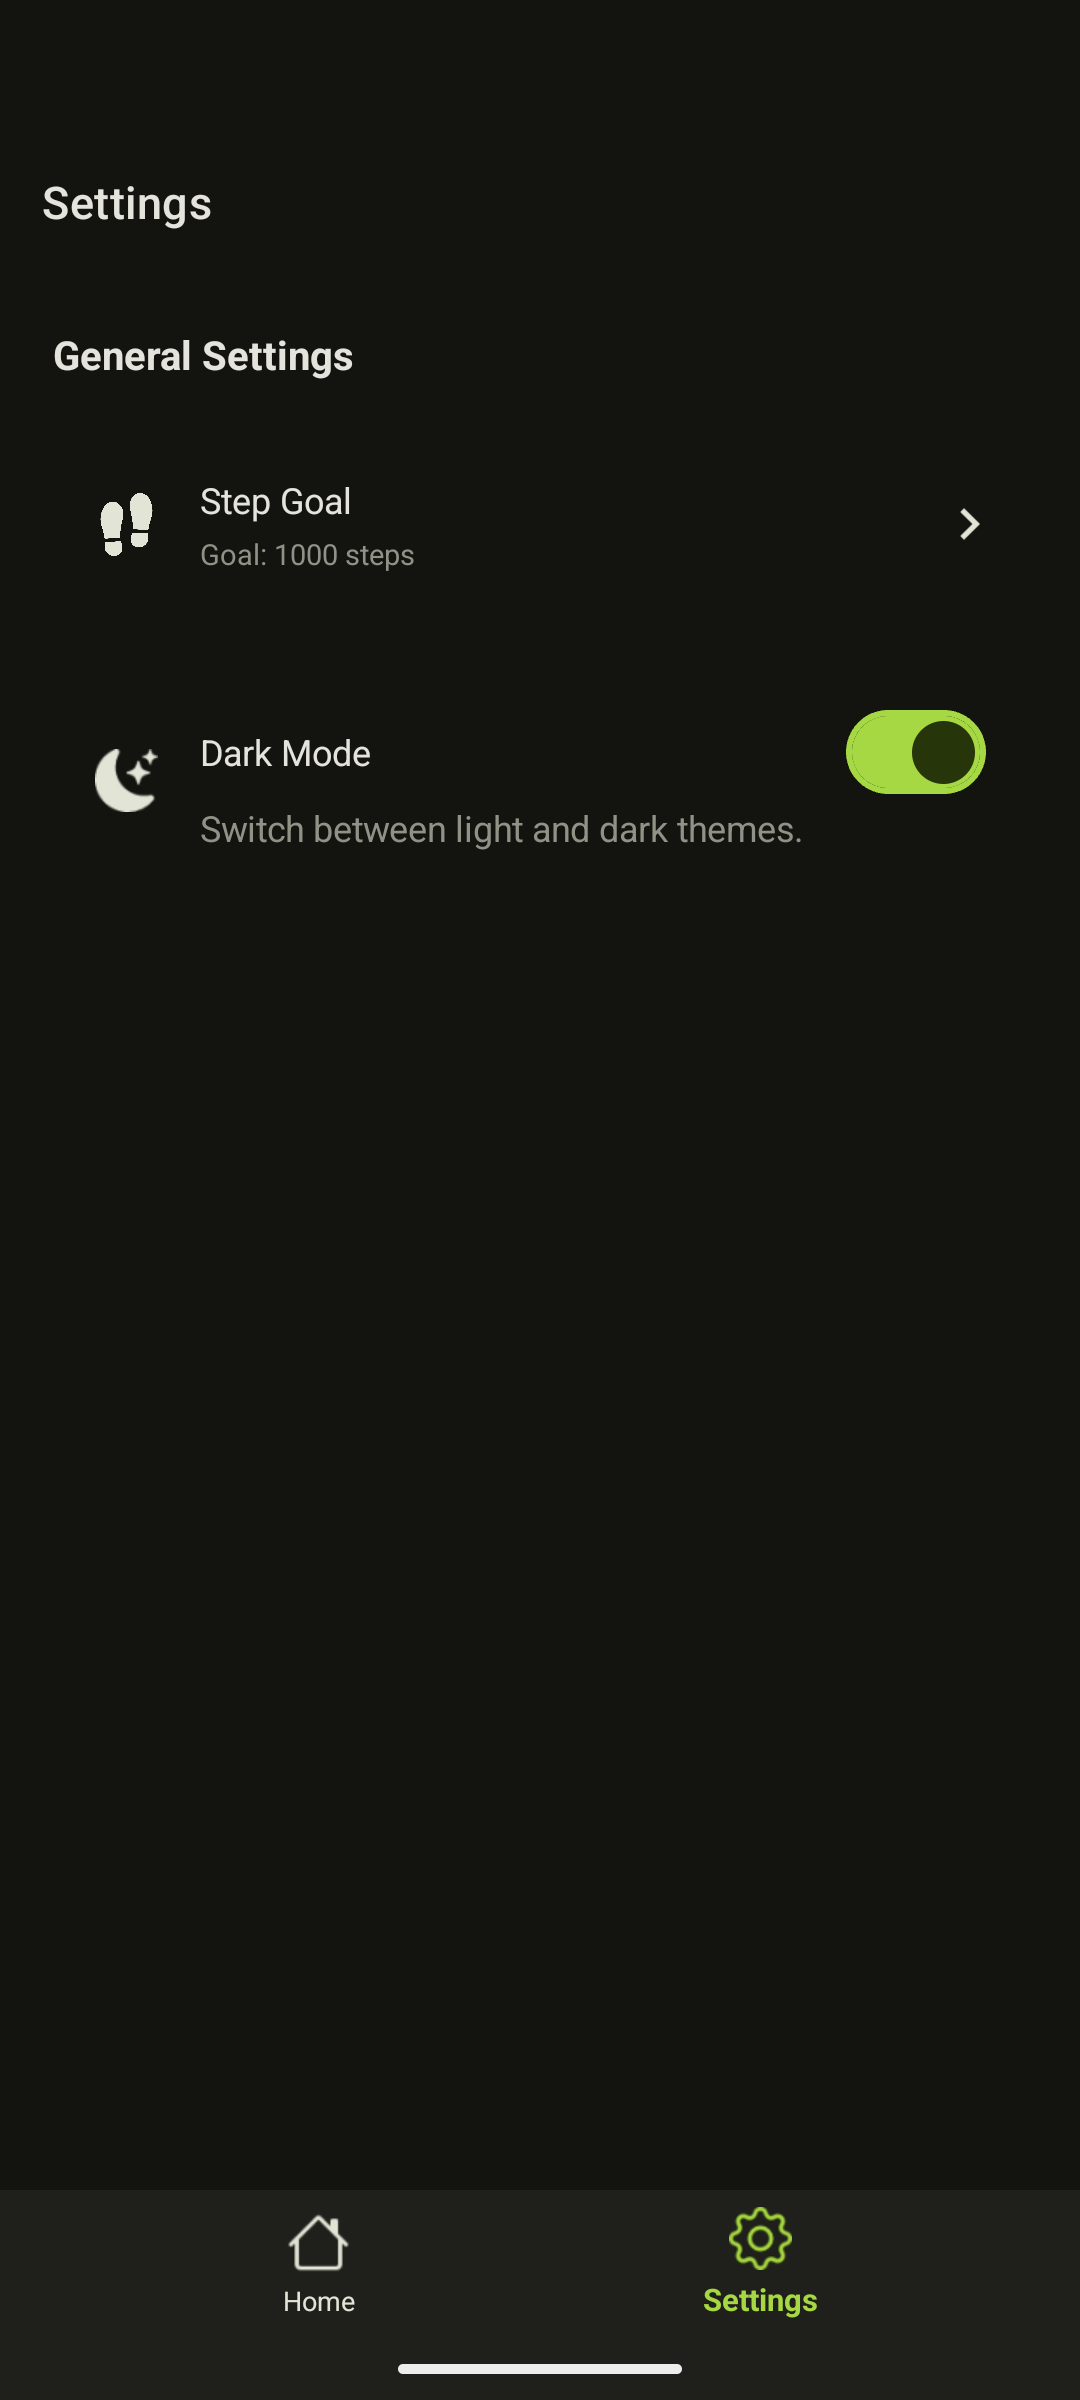 Settings
General Settings
Step Goal
Goal: 1000 steps
Dark Mode
Switch between light and dark themes.
Home
Settings